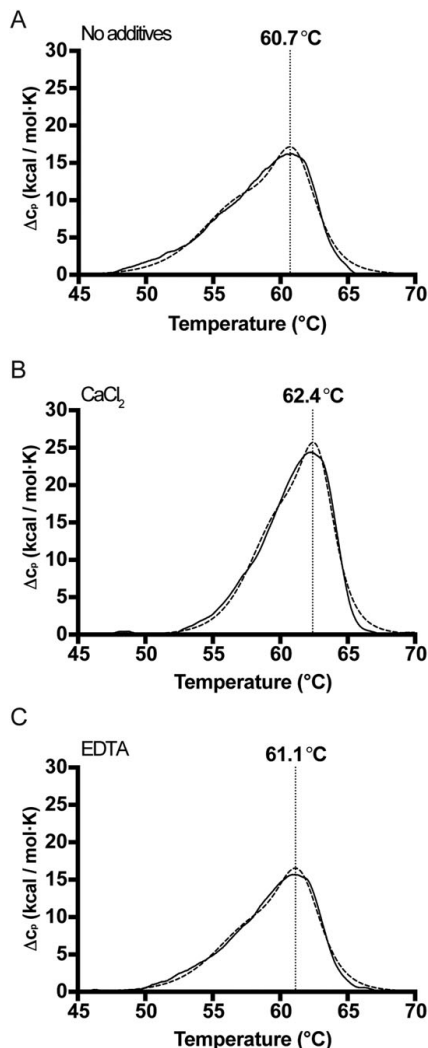 A
No additives
60.7 °C
30
25
20
15
10
5
0
Δcₚ (kcal / mol·K)
45 50 55 60 65 70
Temperature (°C)
B
CaCl₂
62.4 °C
30
25
20
15
10
5
0
Δcₚ (kcal / mol·K)
45 50 55 60 65 70
Temperature (°C)
C
EDTA
61.1 °C
30
25
20
15
10
5
0
Δcₚ (kcal / mol·K)
45 50 55 60 65 70
Temperature (°C)